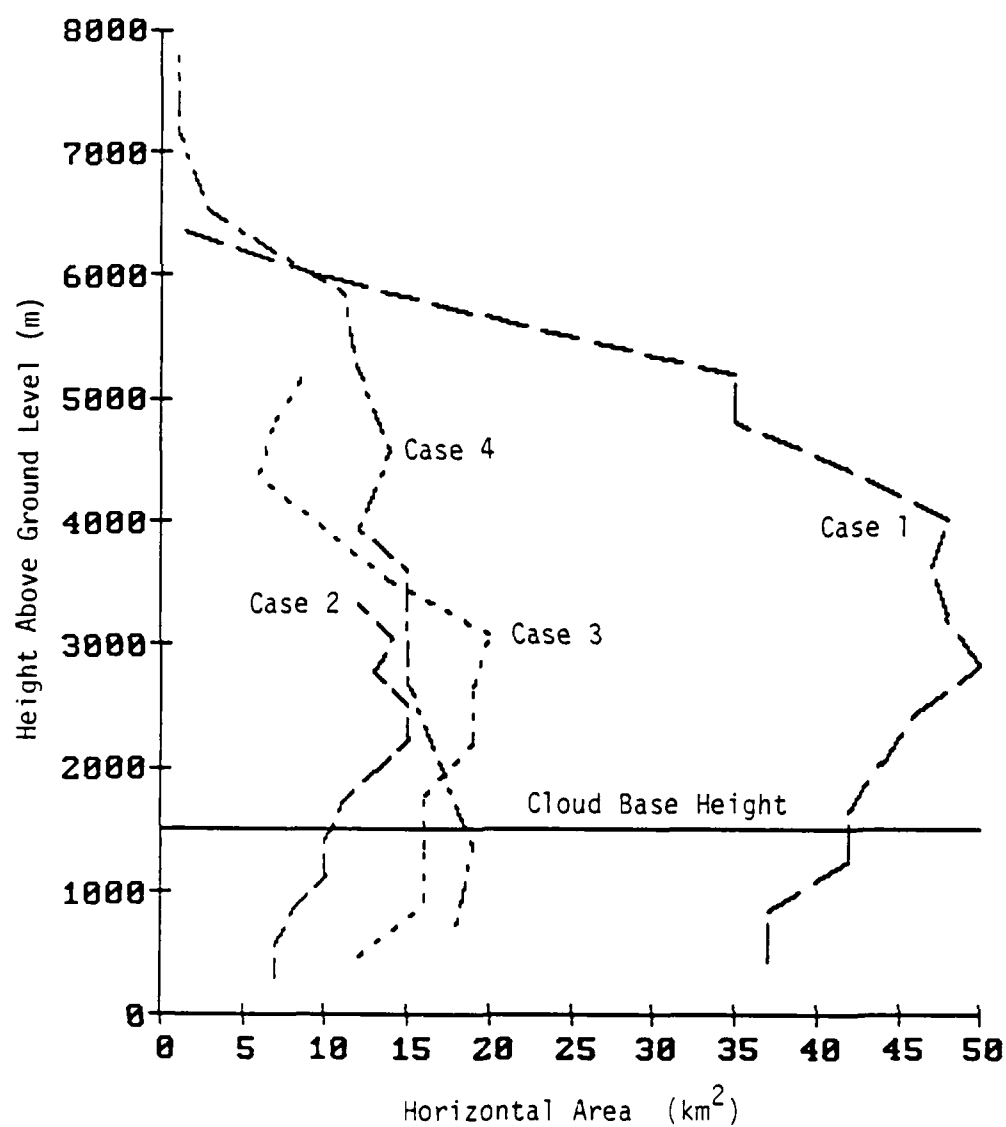 8000
7000
6000
5000
4000
3000
2000
1000
0
Height Above Ground Level (m)
Case 4
Case 1
Case 2
Case 3
Cloud Base Height
0 5 10 15 20 25 30 35 40 45 50
Horizontal Area (km²)